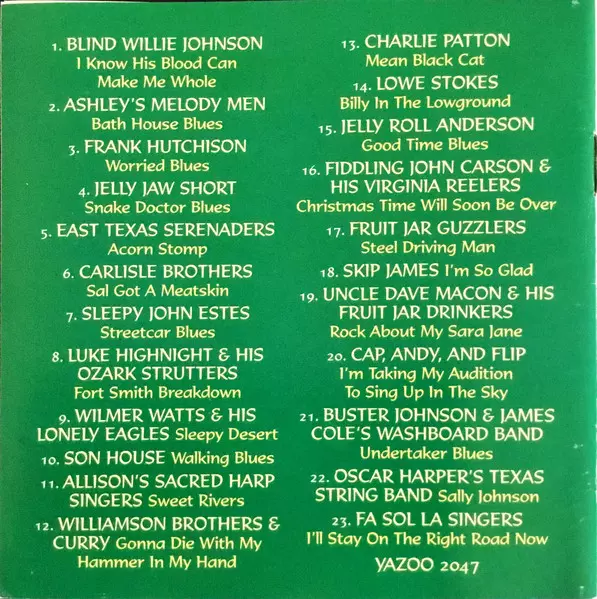 1. BLIND WILLIE JOHNSON
I Know His Blood Can
Make Me Whole
2. ASHLEY'S MELODY MEN
Bath House Blues
3. FRANK HUTCHISON
Worried Blues
4. JELLY JAW SHORT
Snake Doctor Blues
5. EAST TEXAS SERENADERS
Acorn Stomp
6. CARLISLE BROTHERS
Sal Got A Meatskin
7. SLEEPY JOHN ESTES
Streetcar Blues
8. LUKE HIGHNIGHT & HIS
OZARK STRUTTERS
Fort Smith Breakdown
9. WILMER WATTS & HIS
LONELY EAGLES Sleepy Desert
10. SON HOUSE Walking Blues
11. ALLISON'S SACRED HARP
SINGERS Sweet Rivers
12. WILLIAMSON BROTHERS &
CURRY Gonna Die With My
Hammer In My Hand
13. CHARLIE PATTON
Mean Black Cat
14. LOWE STOKES
Billy In The Lowground
15. JELLY ROLL ANDERSON
Good Time Blues
16. FIDDLING JOHN CARSON &
HIS VIRGINIA REELERS
Christmas Time Will Soon Be Over
17. FRUIT JAR GUZZLERS
Steel Driving Man
18. SKIP JAMES I'm So Glad
19. UNCLE DAVE MACON & HIS
FRUIT JAR DRINKERS
Rock About My Sara Jane
20. CAP, ANDY, AND FLIP
I'm Taking My Audition
To Sing Up In The Sky
21. BUSTER JOHNSON & JAMES
COLE'S WASHBOARD BAND
Undertaker Blues
22. OSCAR HARPER'S TEXAS
STRING BAND Sally Johnson
23. FA SOL LA SINGERS
I'll Stay On The Right Road Now
YAZOO 2047